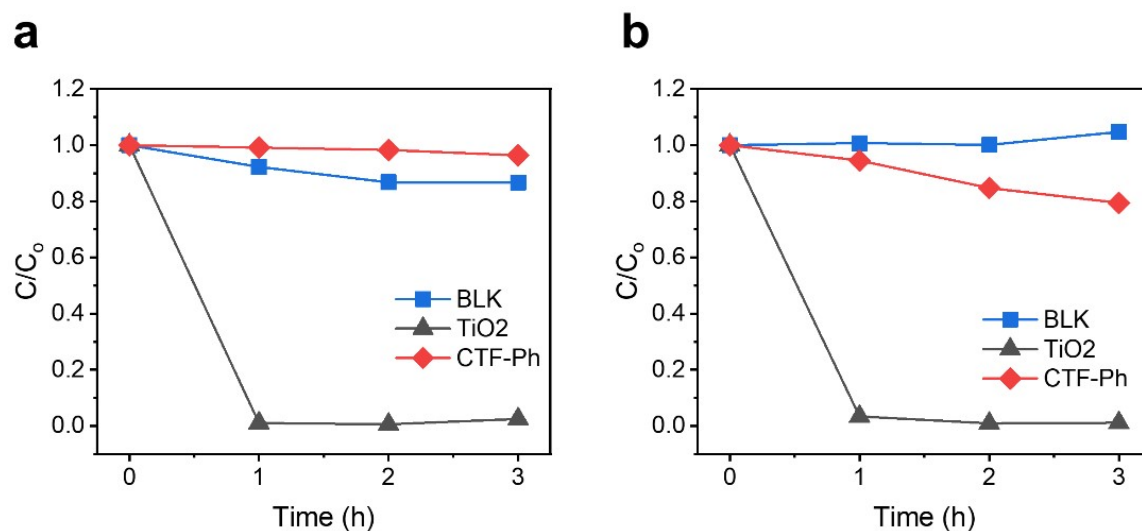 a
1.2
1.0
0.8
0.6
0.4
0.2
0.0
C/Co
BLK
TiO2
CTF-Ph
0 1 2 3
Time (h)
b
1.2
1.0
0.8
0.6
0.4
0.2
0.0
C/Co
BLK
TiO2
CTF-Ph
0 1 2 3
Time (h)